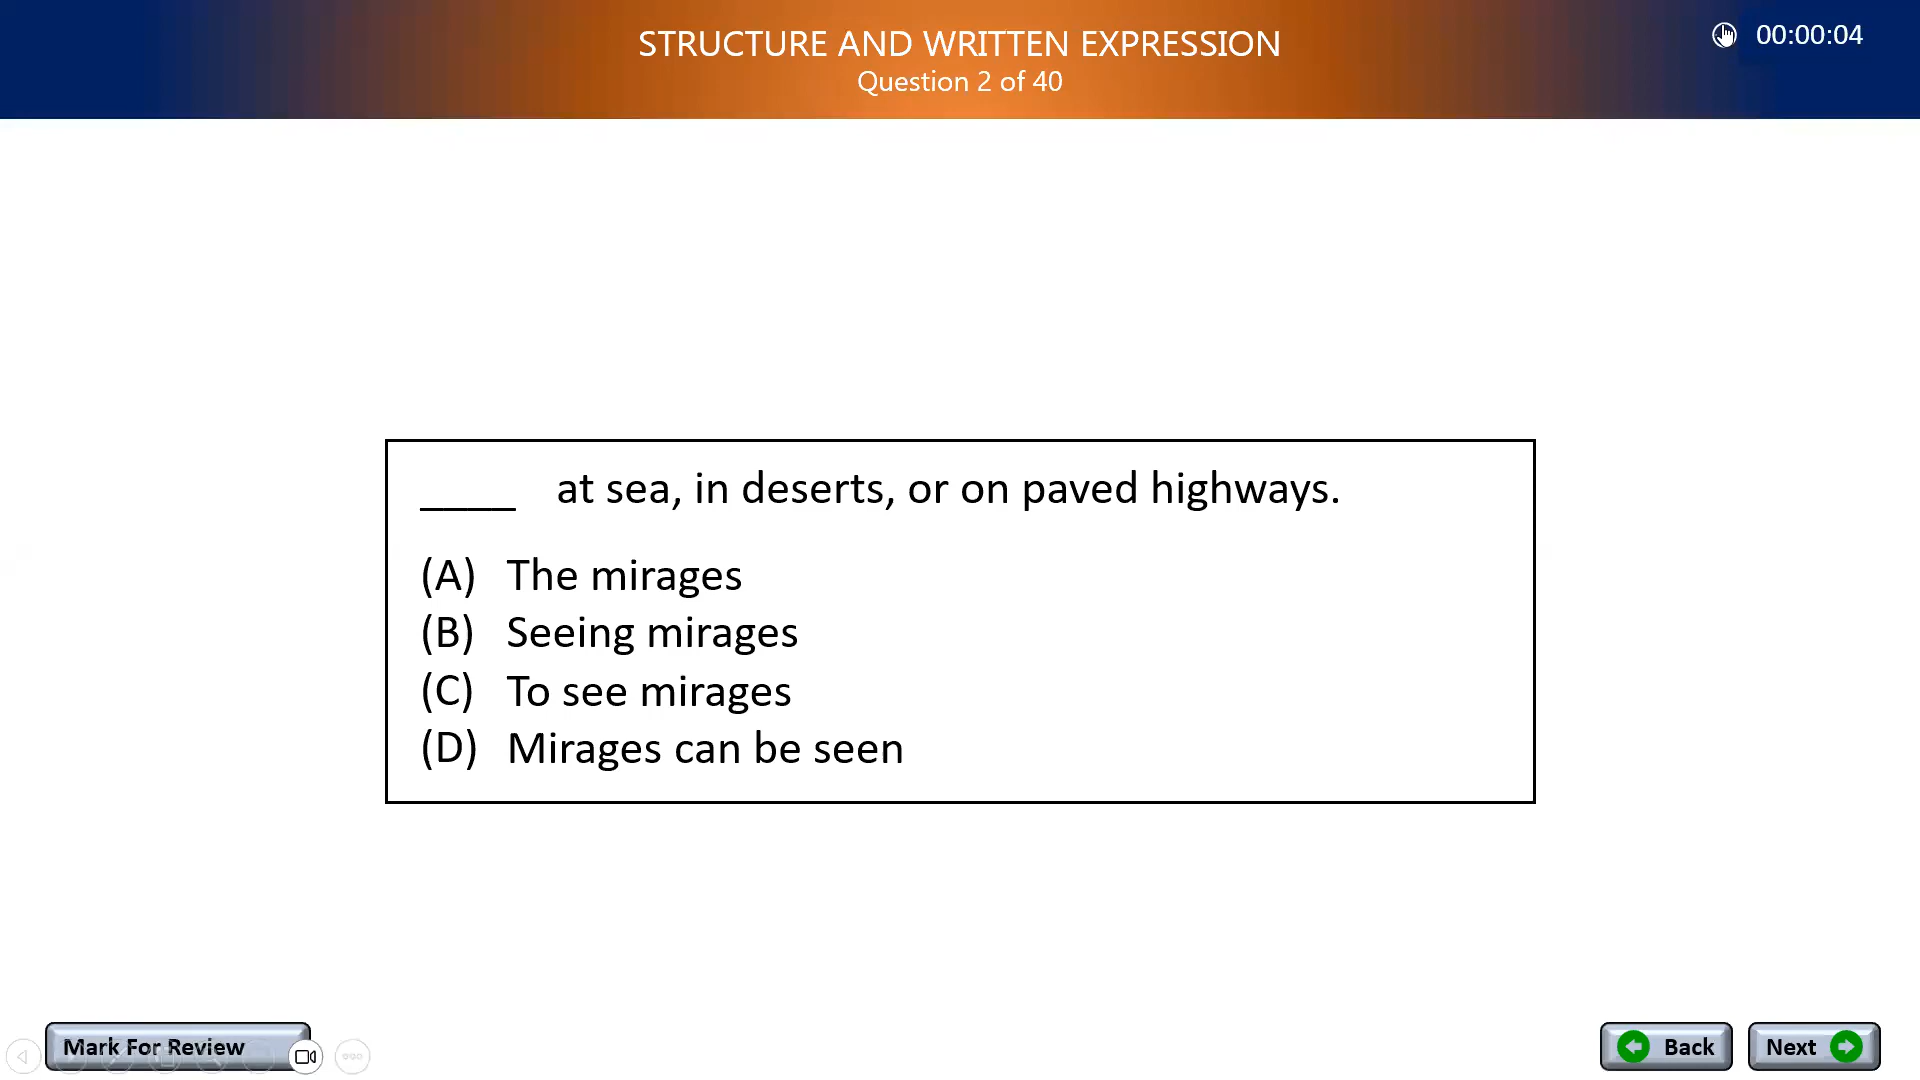 STRUCTURE AND WRITTEN EXPRESSION
Question 2 of 40
00:00:04
____ at sea, in deserts, or on paved highways.
(A) The mirages
(B) Seeing mirages
(C) To see mirages
(D) Mirages can be seen
Mark For Review
Back
Next